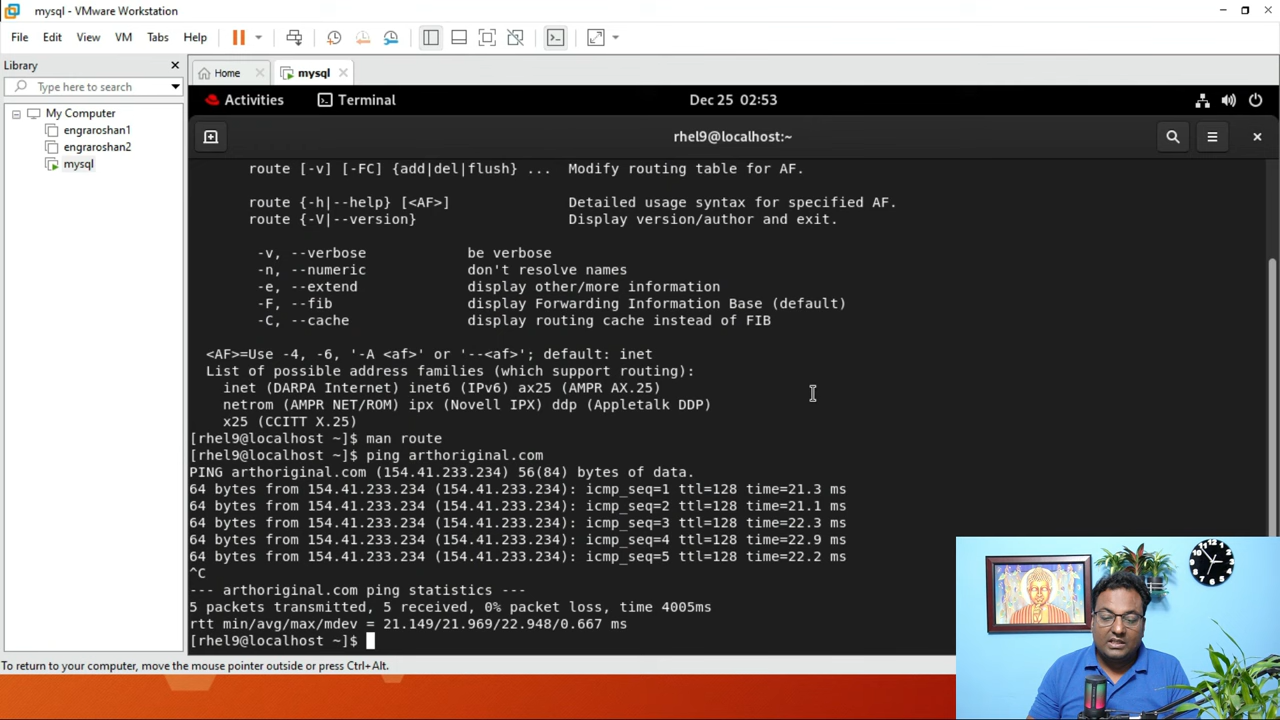 mysql - VMware Workstation
File Edit View VM Tabs Help
Library
Type here to search
My Computer
engraroshan1
engraroshan2
mysql
Home mysql
Activities Terminal Dec 25 02:53
rhel9@localhost:~
route [-v] [-FC] {add|del|flush} ... Modify routing table for AF.
route {-h|--help} [<AF>] Detailed usage syntax for specified AF.
route {-V|--version} Display version/author and exit.
-v, --verbose be verbose
-n, --numeric don't resolve names
-e, --extend display other/more information
-F, --fib display Forwarding Information Base (default)
-C, --cache display routing cache instead of FIB
<AF>=Use -4, -6, '-A <af>' or '--<af>'; default: inet
List of possible address families (which support routing):
inet (DARPA Internet) inet6 (IPv6) ax25 (AMPR AX.25)
netrom (AMPR NET/ROM) ipx (Novell IPX) ddp (Appletalk DDP)
x25 (CCITT X.25)
[rhel9@localhost ~]$ man route
[rhel9@localhost ~]$ ping arthoriginal.com
PING arthoriginal.com (154.41.233.234) 56(84) bytes of data.
64 bytes from 154.41.233.234 (154.41.233.234): icmp_seq=1 ttl=128 time=21.3 ms
64 bytes from 154.41.233.234 (154.41.233.234): icmp_seq=2 ttl=128 time=21.1 ms
64 bytes from 154.41.233.234 (154.41.233.234): icmp_seq=3 ttl=128 time=22.3 ms
64 bytes from 154.41.233.234 (154.41.233.234): icmp_seq=4 ttl=128 time=22.9 ms
64 bytes from 154.41.233.234 (154.41.233.234): icmp_seq=5 ttl=128 time=22.2 ms
^C
--- arthoriginal.com ping statistics ---
5 packets transmitted, 5 received, 0% packet loss, time 4005ms
rtt min/avg/max/mdev = 21.149/21.969/22.948/0.667 ms
[rhel9@localhost ~]$
To return to your computer, move the mouse pointer outside or press Ctrl+Alt.